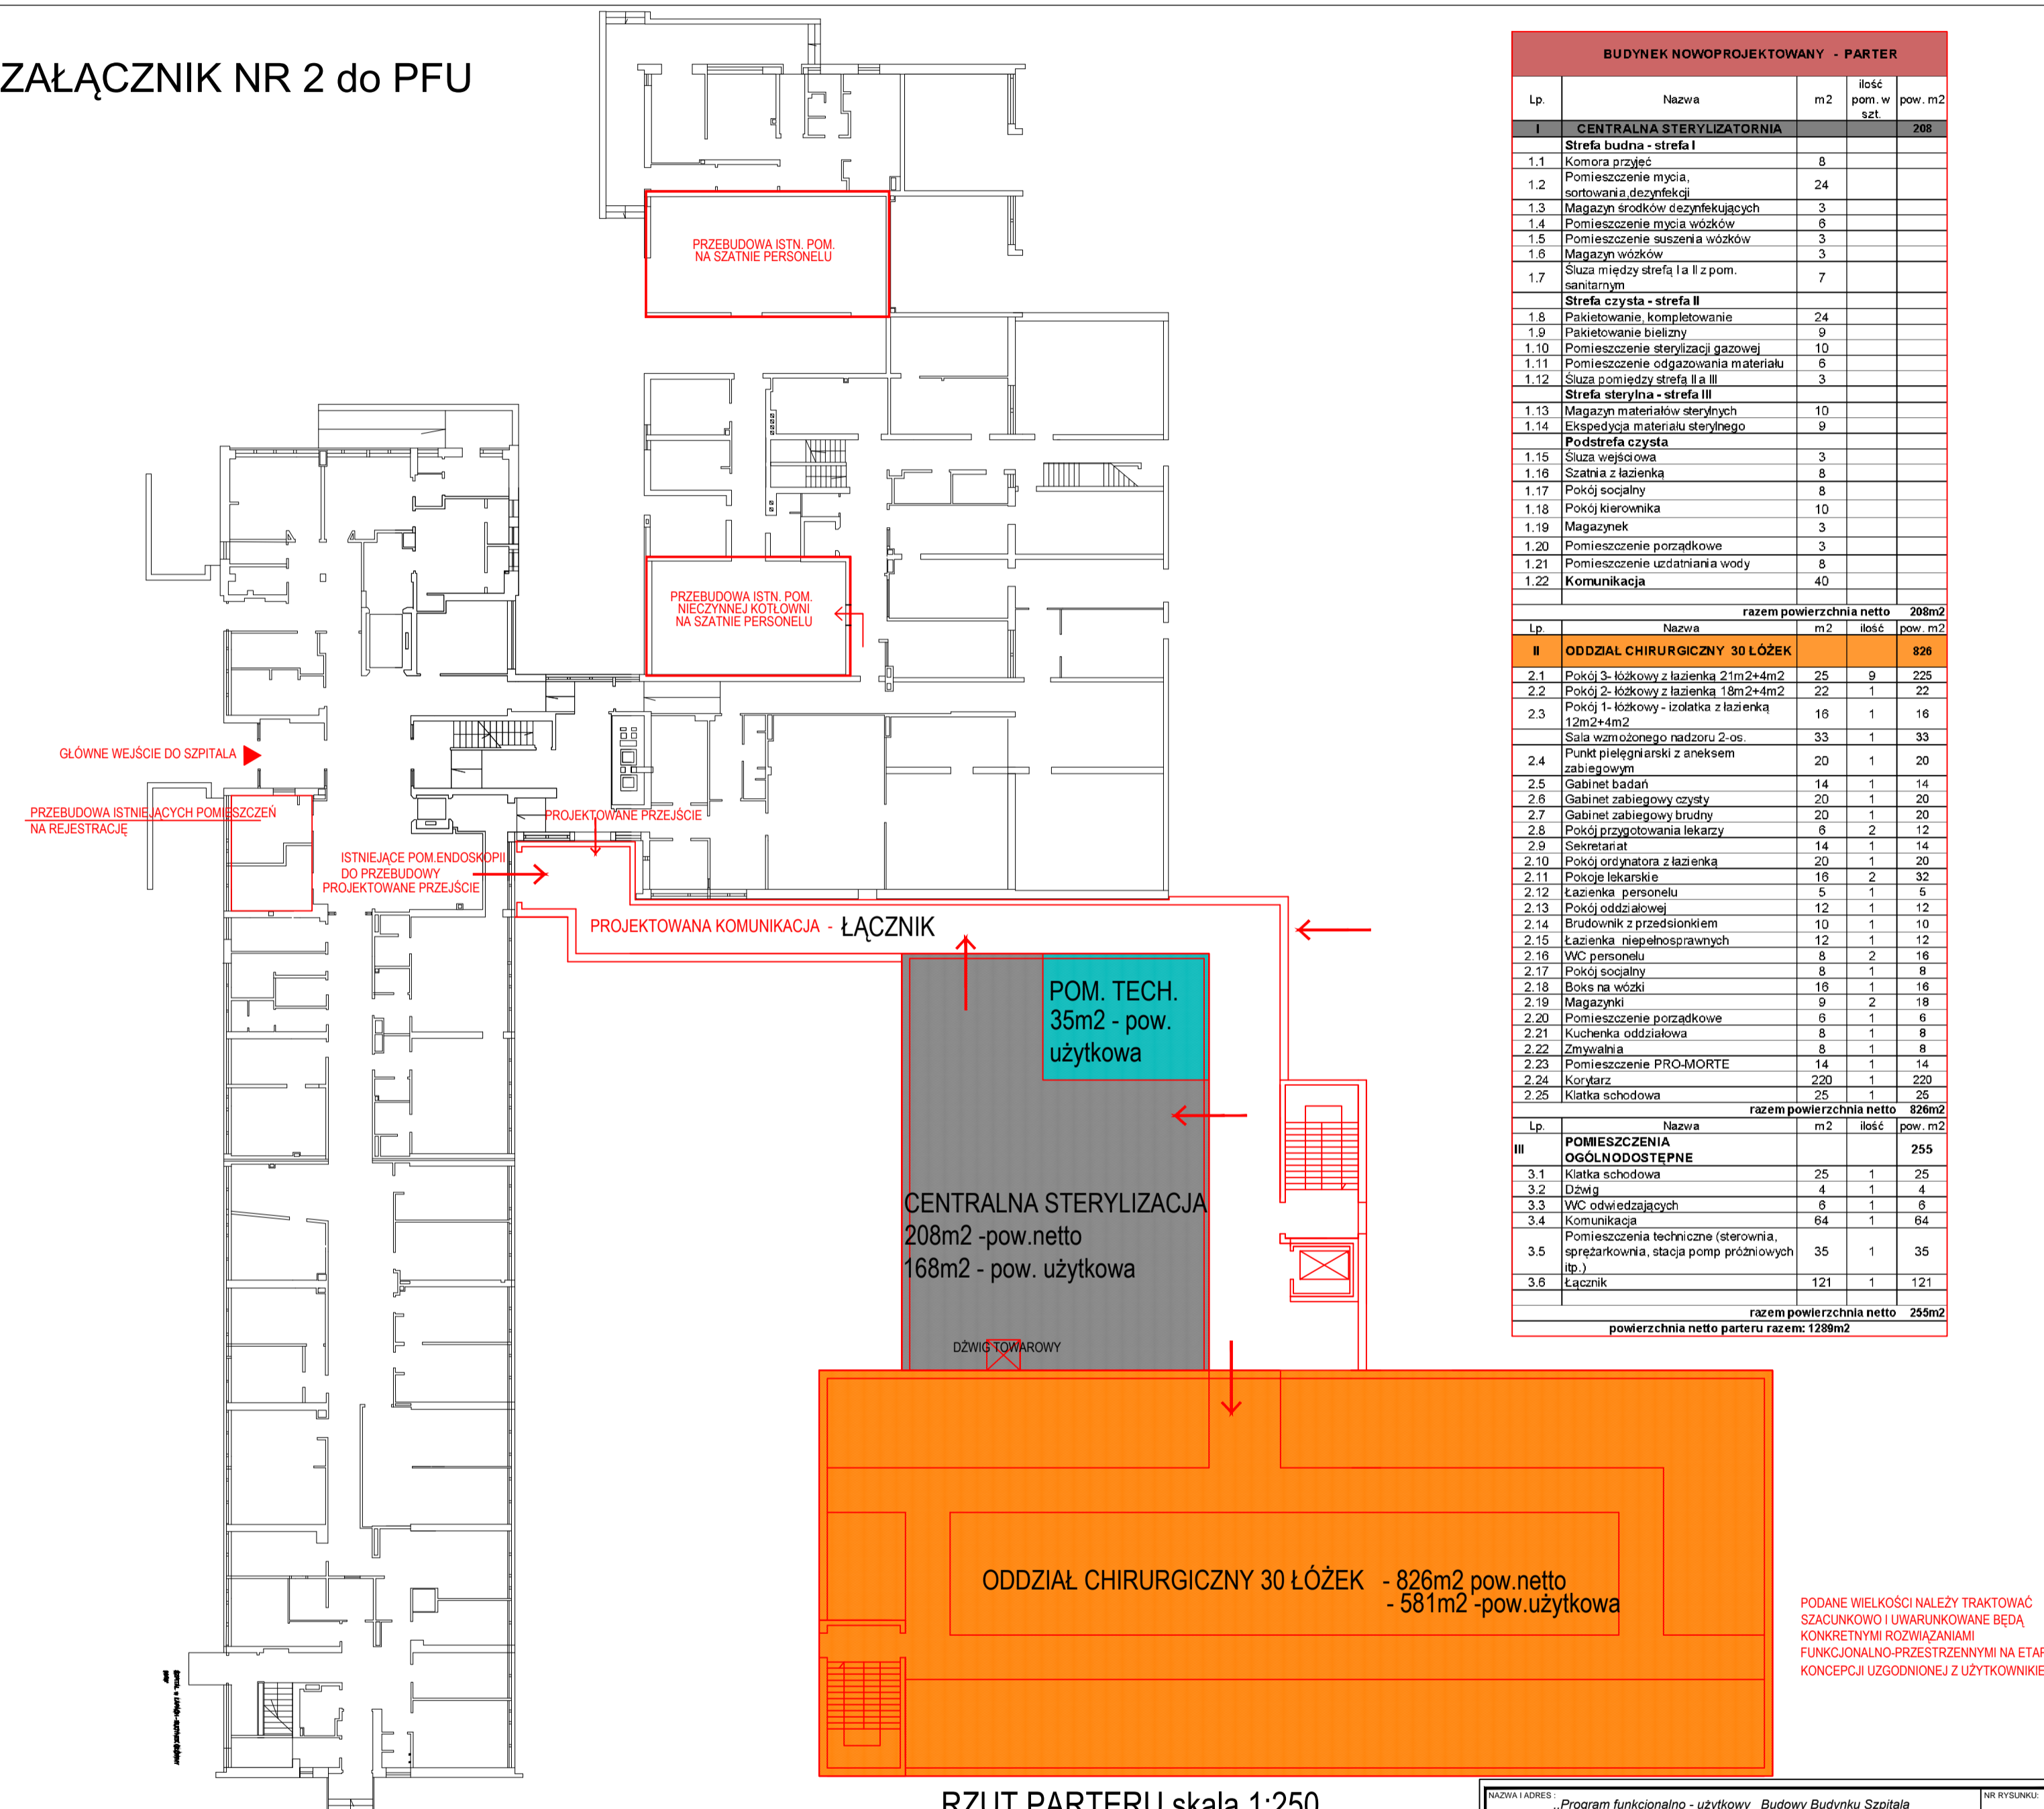 ZAŁĄCZNIK NR 2 do PFU
PRZEBUDOWA ISTN. POM.
NA SZATNIE PERSONELU
PRZEBUDOWA ISTN. POM.
NIECZYNNEJ KOTŁOWNI
NA SZATNIE PERSONELU
GŁÓWNE WEJŚCIE DO SZPITALA
PRZEBUDOWA ISTNIEJĄCYCH POMIESZCZEŃ
NA REJESTRACJĘ
PROJEKTOWANE PRZEJŚCIE
ISTNIEJĄCE POM.ENDOSKOPII
DO PRZEBUDOWY
PROJEKTOWANE PRZEJŚCIE
PROJEKTOWANA KOMUNIKACJA - ŁĄCZNIK
POM. TECH.
35m2 - pow.
użytkowa
CENTRALNA STERYLIZACJA
208m2 -pow.netto
168m2 - pow. użytkowa
DŹWIG TOWAROWY
ODDZIAŁ CHIRURGICZNY 30 ŁÓŻEK - 826m2 pow.netto
- 581m2 -pow.użytkowa
RZUT PARTERU skala 1:250
BUDYNEK NOWOPROJEKTOWANY - PARTER
Lp. Nazwa m2 ilość pom. w szt. pow. m2
I CENTRALNA STERYLIZATORNIA 208
Strefa budna - strefa I
1.1 Komora przyjęć 8
1.2 Pomieszczenie mycia, sortowania,dezynfekcji 24
1.3 Magazyn środków dezynfekujących 3
1.4 Pomieszczenie mycia wózków 6
1.5 Pomieszczenie suszenia wózków 3
1.6 Magazyn wózków 3
1.7 Śluza między strefą I a II z pom. sanitarnym 7
Strefa czysta - strefa II
1.8 Pakietowanie, kompletowanie 24
1.9 Pakietowanie bielizny 9
1.10 Pomieszczenie sterylizacji gazowej 10
1.11 Pomieszczenie odgazowania materiału 6
1.12 Śluza pomiędzy strefą II a III 3
Strefa sterylna - strefa III
1.13 Magazyn materiałów sterylnych 10
1.14 Ekspedycja materiału sterylnego 9
Podstrefa czysta
1.15 Śluza wejściowa 3
1.16 Szatnia z łazienką 8
1.17 Pokój socjalny 8
1.18 Pokój kierownika 10
1.19 Magazynek 3
1.20 Pomieszczenie porządkowe 3
1.21 Pomieszczenie uzdatniania wody 8
1.22 Komunikacja 40
razem powierzchnia netto 208m2
Lp. Nazwa m2 ilość pow. m2
II ODDZIAŁ CHIRURGICZNY 30 ŁÓŻEK 826
2.1 Pokój 3- łóżkowy z łazienką 21m2+4m2 25 9 225
2.2 Pokój 2- łóżkowy z łazienką 18m2+4m2 22 1 22
2.3 Pokój 1- łóżkowy - izolatka z łazienką 12m2+4m2 16 1 16
Sala wzmożonego nadzoru 2-os. 33 1 33
2.4 Punkt pielęgniarski z aneksem zabiegowym 20 1 20
2.5 Gabinet badań 14 1 14
2.6 Gabinet zabiegowy czysty 20 1 20
2.7 Gabinet zabiegowy brudny 20 1 20
2.8 Pokój przygotowania lekarzy 6 2 12
2.9 Sekretariat 14 1 14
2.10 Pokój ordynatora z łazienką 20 1 20
2.11 Pokoje lekarskie 16 2 32
2.12 Łazienka personelu 5 1 5
2.13 Pokój oddziałowej 12 1 12
2.14 Brudownik z przedsionkiem 10 1 10
2.15 Łazienka niepełnosprawnych 12 1 12
2.16 WC personelu 8 2 16
2.17 Pokój socjalny 8 1 8
2.18 Boks na wózki 16 1 16
2.19 Magazynki 9 2 18
2.20 Pomieszczenie porządkowe 6 1 6
2.21 Kuchenka oddziałowa 8 1 8
2.22 Zmywalnia 8 1 8
2.23 Pomieszczenie PRO-MORTE 14 1 14
2.24 Korytarz 220 1 220
2.25 Klatka schodowa 25 1 25
razem powierzchnia netto 826m2
Lp. Nazwa m2 ilość pow. m2
III POMIESZCZENIA OGÓLNODOSTĘPNE 255
3.1 Klatka schodowa 25 1 25
3.2 Dźwig 4 1 4
3.3 WC odwiedzających 6 1 6
3.4 Komunikacja 64 1 64
3.5 Pomieszczenia techniczne (sterownia, sprężarkownia, stacja pomp próżniowych itp.) 35 1 35
3.6 Łącznik 121 1 121
razem powierzchnia netto 255m2
powierzchnia netto parteru razem: 1289m2
PODANE WIELKOŚCI NALEŻY TRAKTOWAĆ
SZACUNKOWO I UWARUNKOWANE BĘDĄ
KONKRETNYMI ROZWIĄZANIAMI
FUNKCJONALNO-PRZESTRZENNYMI NA ETAP
KONCEPCJI UZGODNIONEJ Z UŻYTKOWNIKIE
NAZWA I ADRES :
„Program funkcjonalno - użytkowy Budowy Budynku Szpitala
NR RYSUNKU: